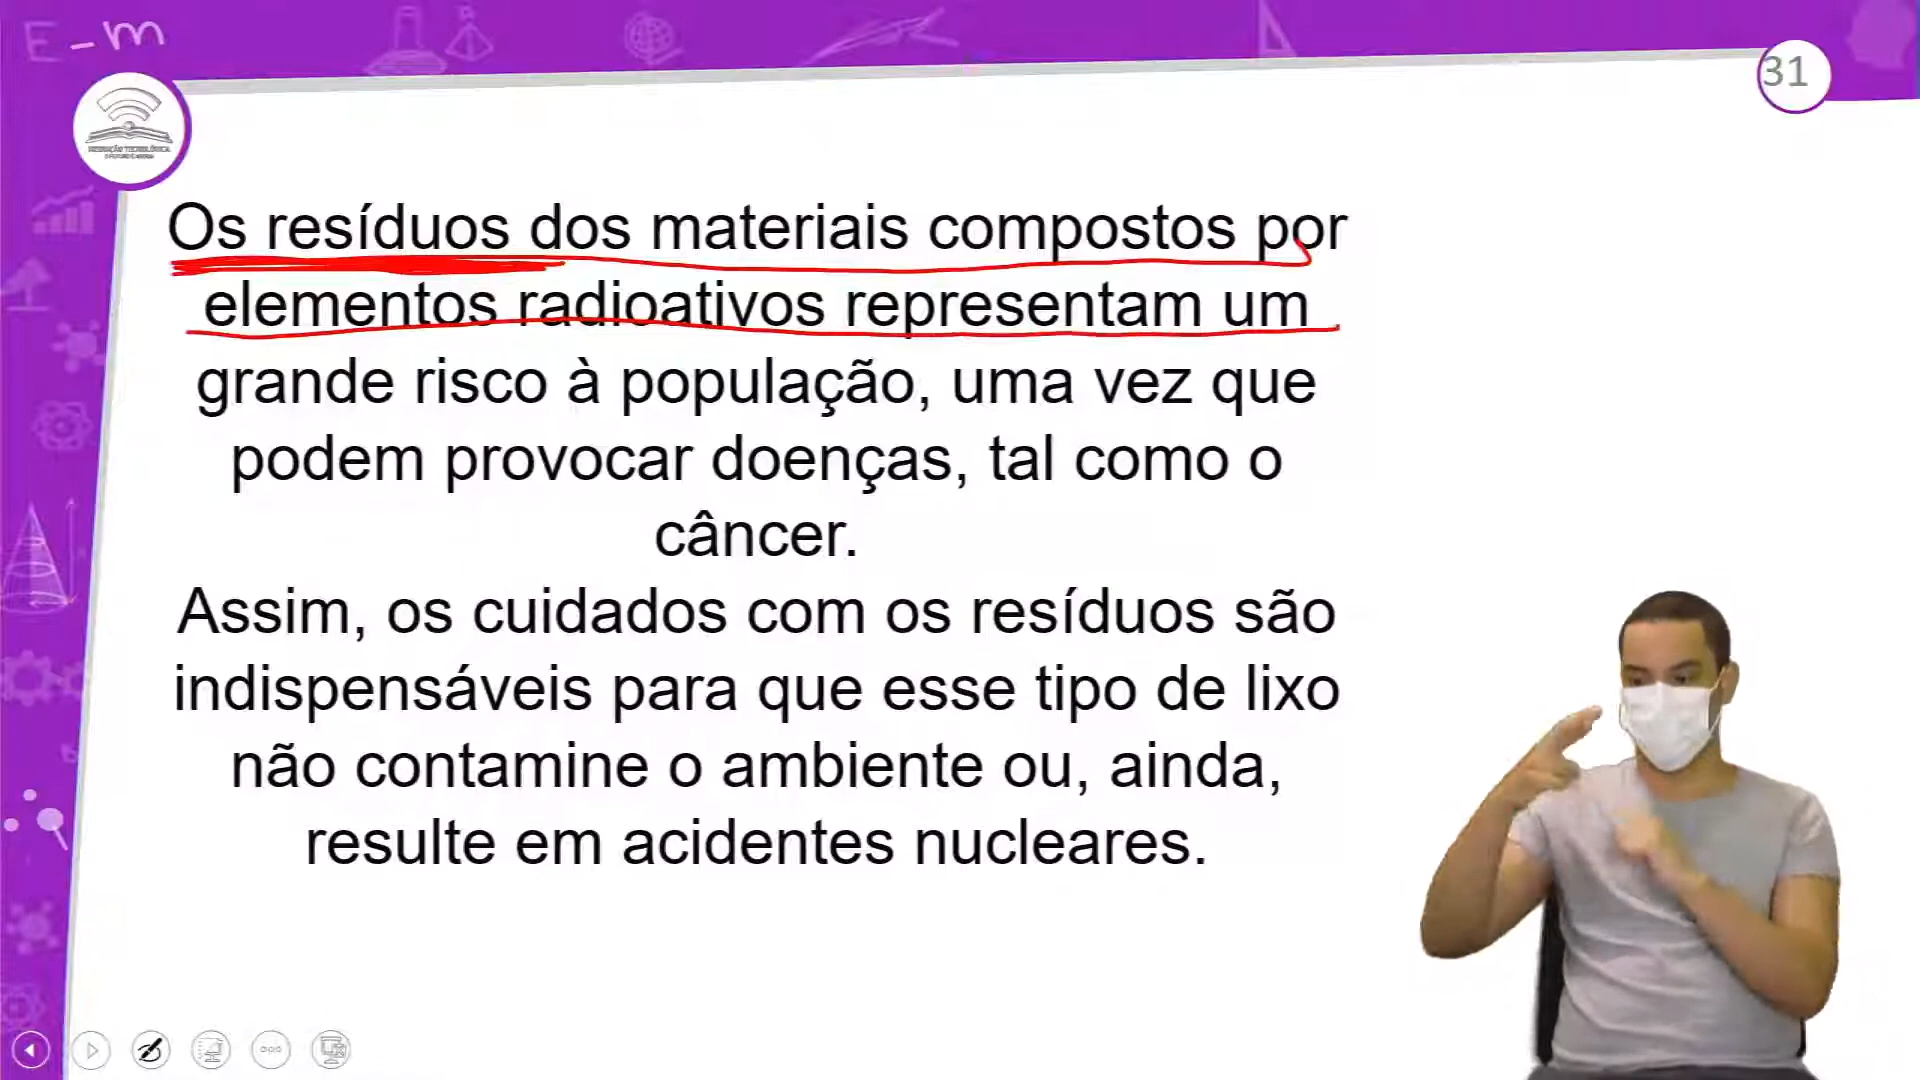 E-m
31
MEDIAÇÃO TECNOLÓGICA
Os resíduos dos materiais compostos por
elementos radioativos representam um
grande risco à população, uma vez que
podem provocar doenças, tal como o
câncer.
Assim, os cuidados com os resíduos são
indispensáveis para que esse tipo de lixo
não contamine o ambiente ou, ainda,
resulte em acidentes nucleares.